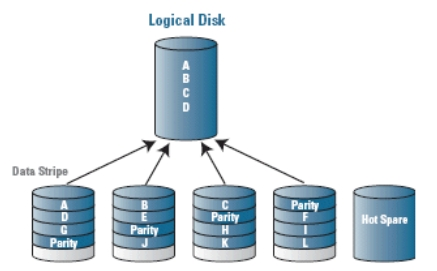 Logical Disk
A
B
C
D
Data Stripe
A
D
G
Parity
B
E
Parity
J
C
Parity
H
K
Parity
F
I
L
Hot Spare